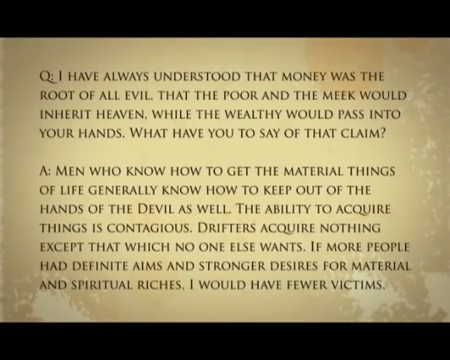 Q: I HAVE ALWAYS UNDERSTOOD THAT MONEY WAS THE
ROOT OF ALL EVIL, THAT THE POOR AND THE MEEK WOULD
INHERIT HEAVEN, WHILE THE WEALTHY WOULD PASS INTO
YOUR HANDS. WHAT HAVE YOU TO SAY OF THAT CLAIM?
A: MEN WHO KNOW HOW TO GET THE MATERIAL THINGS
OF LIFE GENERALLY KNOW HOW TO KEEP OUT OF THE
HANDS OF THE DEVIL AS WELL. THE ABILITY TO ACQUIRE
THINGS IS CONTAGIOUS. DRIFTERS ACQUIRE NOTHING
EXCEPT THAT WHICH NO ONE ELSE WANTS. IF MORE PEOPLE
HAD DEFINITE AIMS AND STRONGER DESIRES FOR MATERIAL
AND SPIRITUAL RICHES, I WOULD HAVE FEWER VICTIMS.